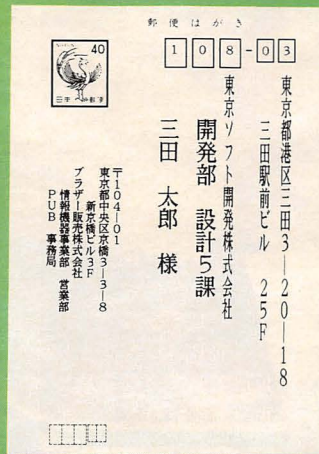 郵便はがき
40
日本郵便
108-03
東京都港区三田3―20―18
三田駅前ビル 25F
東京ソフト開発株式会社
開発部 設計5課
三田 太郎 様
〒104―01
東京都中央区京橋3―3―8
新京橋ビル3F
ブラザー販売株式会社
情報機器事業部 営業部
PUB 事務局